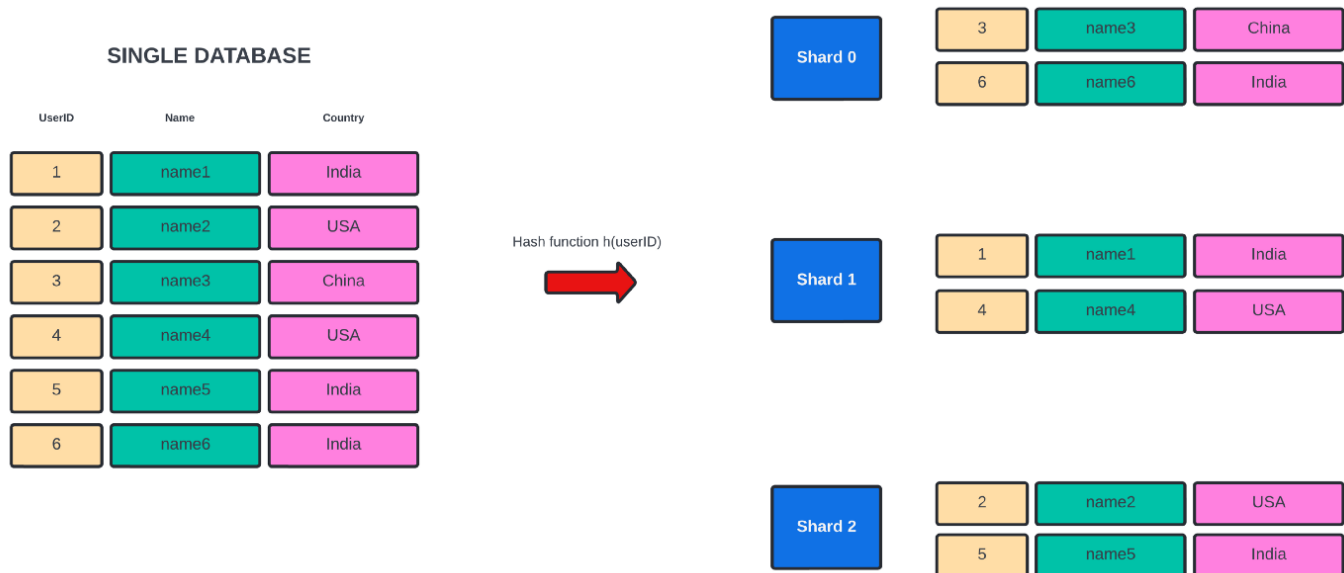 SINGLE DATABASE
UserID Name Country
1 name1 India
2 name2 USA
3 name3 China
4 name4 USA
5 name5 India
6 name6 India
Hash function h(userID)
Shard 0
3 name3 China
6 name6 India
Shard 1
1 name1 India
4 name4 USA
Shard 2
2 name2 USA
5 name5 India